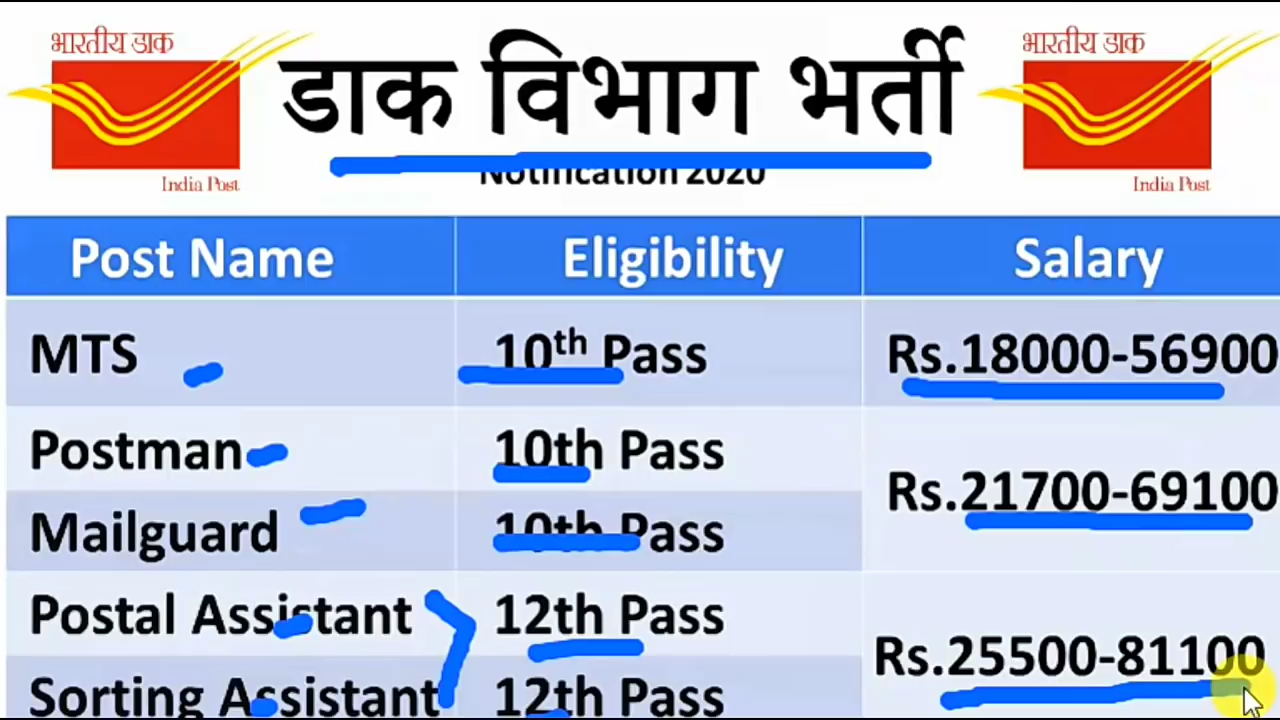 भारतीय डाक
India Post
डाक विभाग भर्ती
भारतीय डाक
India Post
Notification 2020
Post Name Eligibility Salary
MTS 10th Pass Rs.18000-56900
Postman 10th Pass
Rs.21700-69100
Mailguard 10th Pass
Postal Assistant 12th Pass
Rs.25500-81100
Sorting Assistant 12th Pass